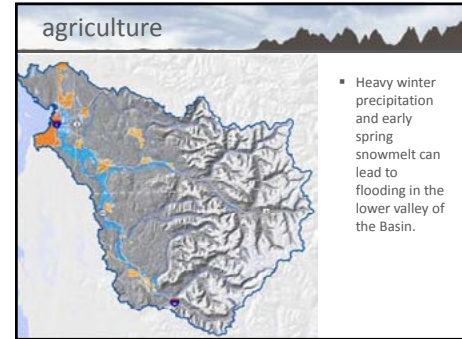 agriculture
▪ Heavy winter
precipitation
and early
spring
snowmelt can
lead to
flooding in the
lower valley of
the Basin.